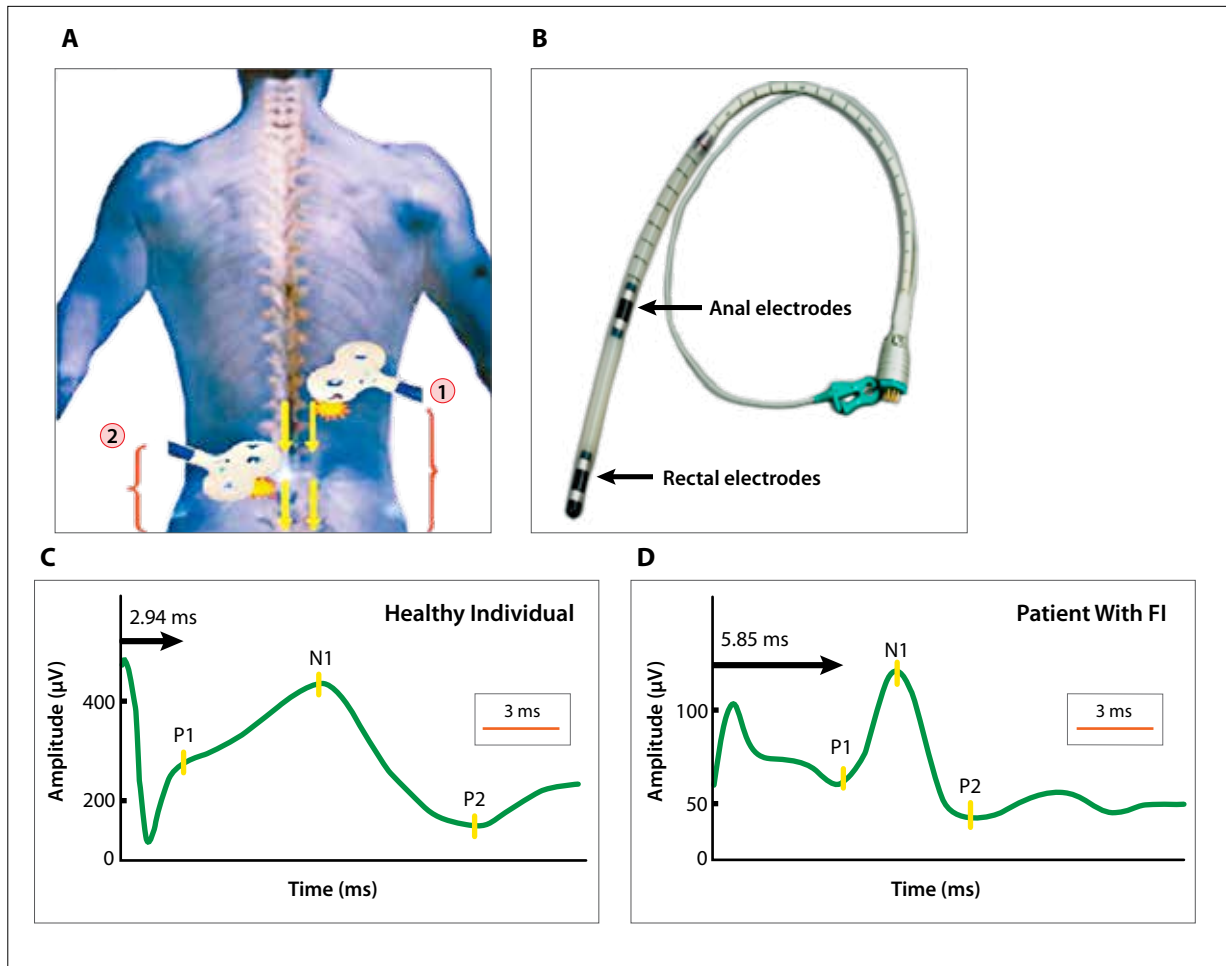 A
B
1
2
Anal electrodes
Rectal electrodes
C
Healthy Individual
2.94 ms
Amplitude (µV)
400
200
0
P1
N1
P2
3 ms
Time (ms)
D
Patient With FI
5.85 ms
Amplitude (µV)
100
50
0
P1
N1
P2
3 ms
Time (ms)